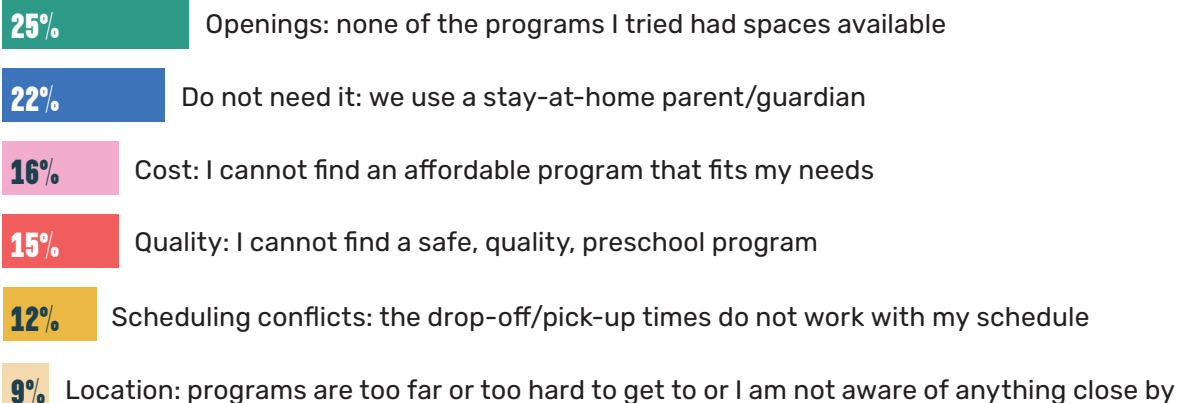 25% Openings: none of the programs I tried had spaces available
22% Do not need it: we use a stay-at-home parent/guardian
16% Cost: I cannot find an affordable program that fits my needs
15% Quality: I cannot find a safe, quality, preschool program
12% Scheduling conflicts: the drop-off/pick-up times do not work with my schedule
9% Location: programs are too far or too hard to get to or I am not aware of anything close by